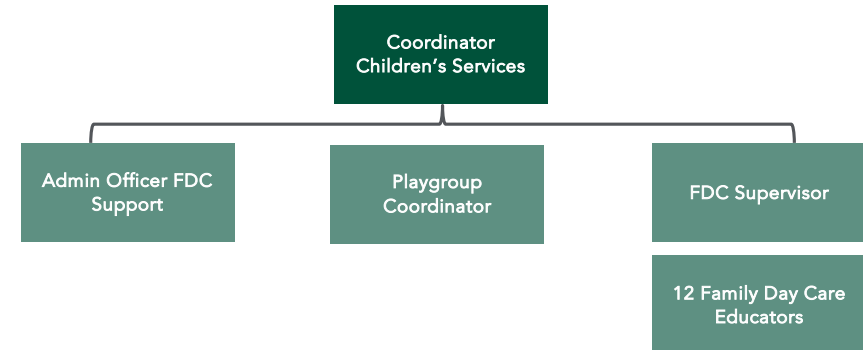 Coordinator
Children’s Services
Admin Officer FDC
Support
Playgroup
Coordinator
FDC Supervisor
12 Family Day Care
Educators